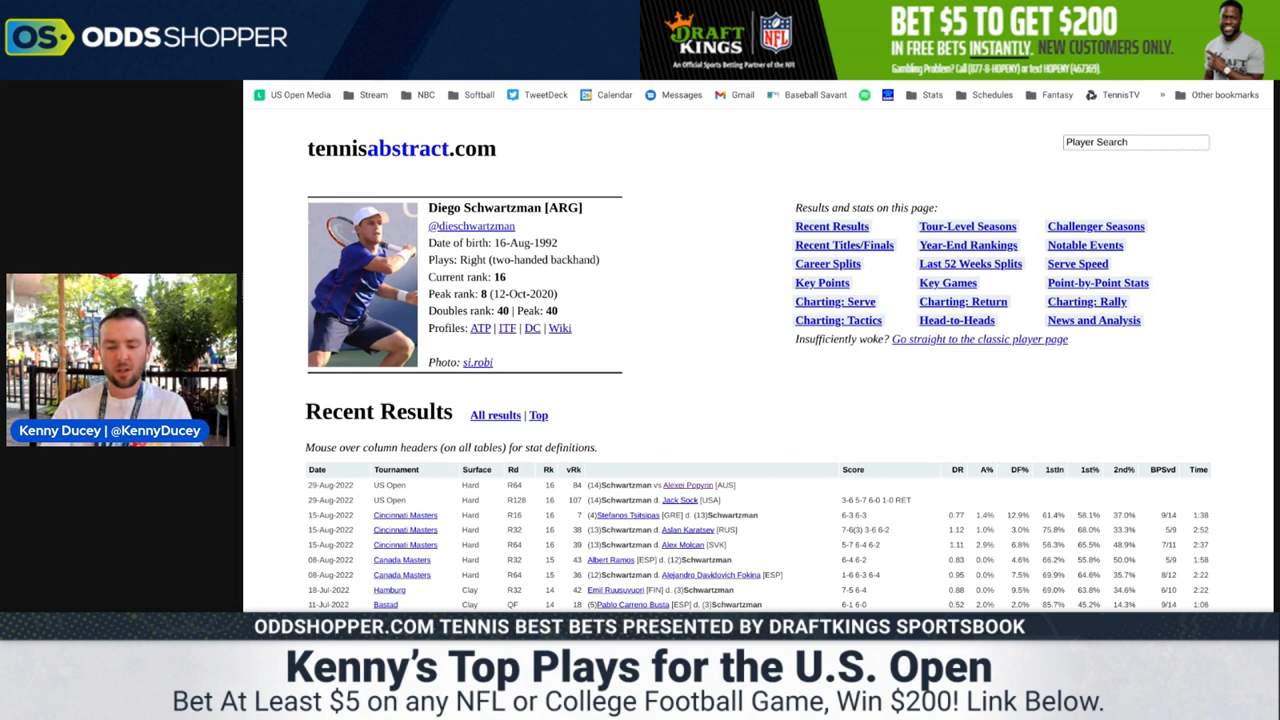 OS ODDSSHOPPER
DRAFT KINGS NFL
An Official Sports Betting Partner of the NFL
BET $5 TO GET $200
IN FREE BETS INSTANTLY. NEW CUSTOMERS ONLY.
Gambling Problem? Call (877-8-HOPENY) or text HOPENY (467369).
US Open Media Stream NBC Softball TweetDeck Calendar Messages Gmail Baseball Savant Stats Schedules Fantasy TennisTV » Other bookmarks
tennisabstract.com
Player Search
Diego Schwartzman [ARG]
@dieschwartzman
Date of birth: 16-Aug-1992
Plays: Right (two-handed backhand)
Current rank: 16
Peak rank: 8 (12-Oct-2020)
Doubles rank: 40 | Peak: 40
Profiles: ATP | ITF | DC | Wiki
Photo: si.robi
Results and stats on this page:
Recent Results Tour-Level Seasons Challenger Seasons
Recent Titles/Finals Year-End Rankings Notable Events
Career Splits Last 52 Weeks Splits Serve Speed
Key Points Key Games Point-by-Point Stats
Charting: Serve Charting: Return Charting: Rally
Charting: Tactics Head-to-Heads News and Analysis
Insufficiently woke? Go straight to the classic player page
Recent Results All results | Top
Mouse over column headers (on all tables) for stat definitions.
Date Tournament Surface Rd Rk vRk Score DR A% DF% 1stIn 1st% 2nd% BPSvd Time
29-Aug-2022 US Open Hard R64 16 84 (14)Schwartzman vs Alexei Popyrin [AUS]
29-Aug-2022 US Open Hard R128 16 107 (14)Schwartzman d. Jack Sock [USA] 3-6 5-7 6-0 1-0 RET
15-Aug-2022 Cincinnati Masters Hard R16 16 7 (4)Stefanos Tsitsipas [GRE] d. (13)Schwartzman 6-3 6-3 0.77 1.4% 12.9% 61.4% 58.1% 37.0% 9/14 1:38
15-Aug-2022 Cincinnati Masters Hard R32 16 38 (13)Schwartzman d. Aslan Karatsev [RUS] 7-6(3) 3-6 6-2 1.12 1.0% 3.0% 75.8% 68.0% 33.3% 5/9 2:52
15-Aug-2022 Cincinnati Masters Hard R64 16 39 (13)Schwartzman d. Alex Molcan [SVK] 5-7 6-4 6-2 1.11 2.9% 6.8% 56.3% 65.5% 48.9% 7/11 2:37
08-Aug-2022 Canada Masters Hard R32 15 43 Albert Ramos [ESP] d. (12)Schwartzman 6-4 6-2 0.83 0.0% 4.6% 66.2% 55.8% 50.0% 5/9 1:58
08-Aug-2022 Canada Masters Hard R64 15 36 (12)Schwartzman d. Alejandro Davidovich Fokina [ESP] 1-6 6-3 6-4 0.95 0.0% 7.5% 69.9% 64.6% 35.7% 8/12 2:22
18-Jul-2022 Hamburg Clay R32 14 42 Emil Ruusuvuori [FIN] d. (3)Schwartzman 7-5 6-4 0.88 0.0% 9.5% 69.0% 63.8% 34.6% 6/10 2:22
11-Jul-2022 Bastad Clay QF 14 18 (5)Pablo Carreno Busta [ESP] d. (3)Schwartzman 6-1 6-0 0.52 2.0% 2.0% 85.7% 45.2% 14.3% 9/14 1:06
Kenny Ducey | @KennyDucey
ODDSHOPPER.COM TENNIS BEST BETS PRESENTED BY DRAFTKINGS SPORTSBOOK
Kenny's Top Plays for the U.S. Open
Bet At Least $5 on any NFL or College Football Game, Win $200! Link Below.